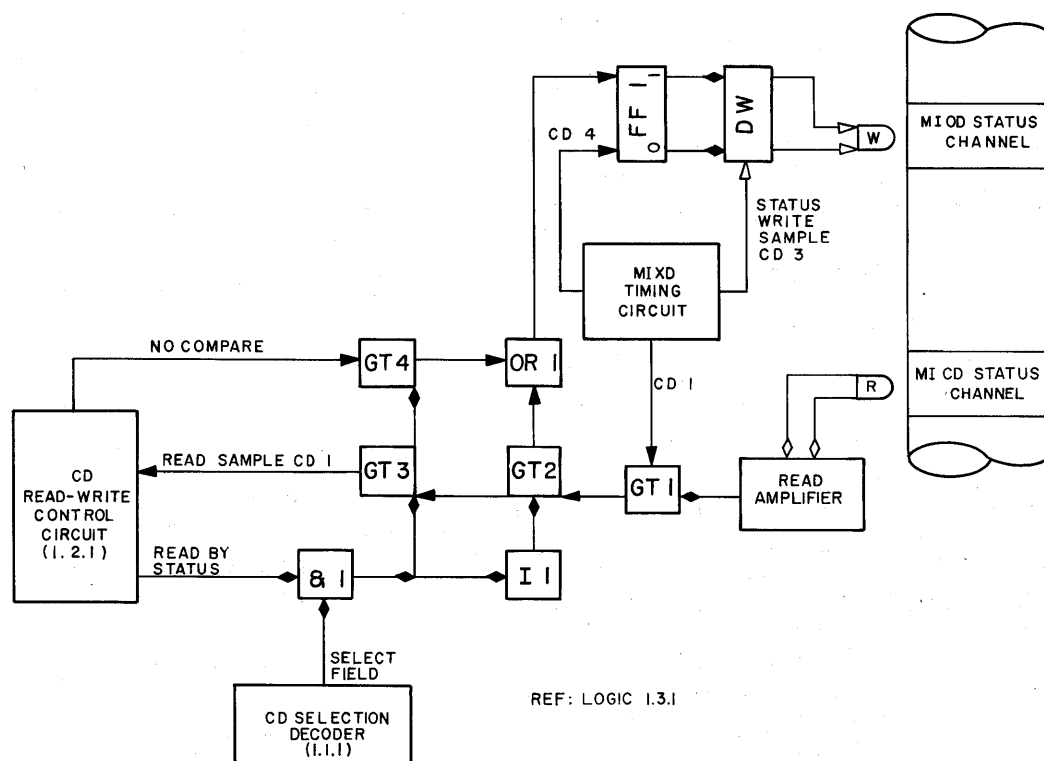 FF 1
1
0
DW
W
MIOD STATUS
CHANNEL
CD 4
STATUS
WRITE
SAMPLE
CD 3
MIXD
TIMING
CIRCUIT
NO COMPARE
GT4
OR 1
CD 1
R
MI CD STATUS
CHANNEL
CD
READ-WRITE
CONTROL
CIRCUIT
(1.2.1)
READ SAMPLE CD 1
GT3
GT2
GT1
READ
AMPLIFIER
READ BY
STATUS
& 1
I 1
SELECT
FIELD
REF: LOGIC 1.3.1
CD SELECTION
DECODER
(1.1.1)